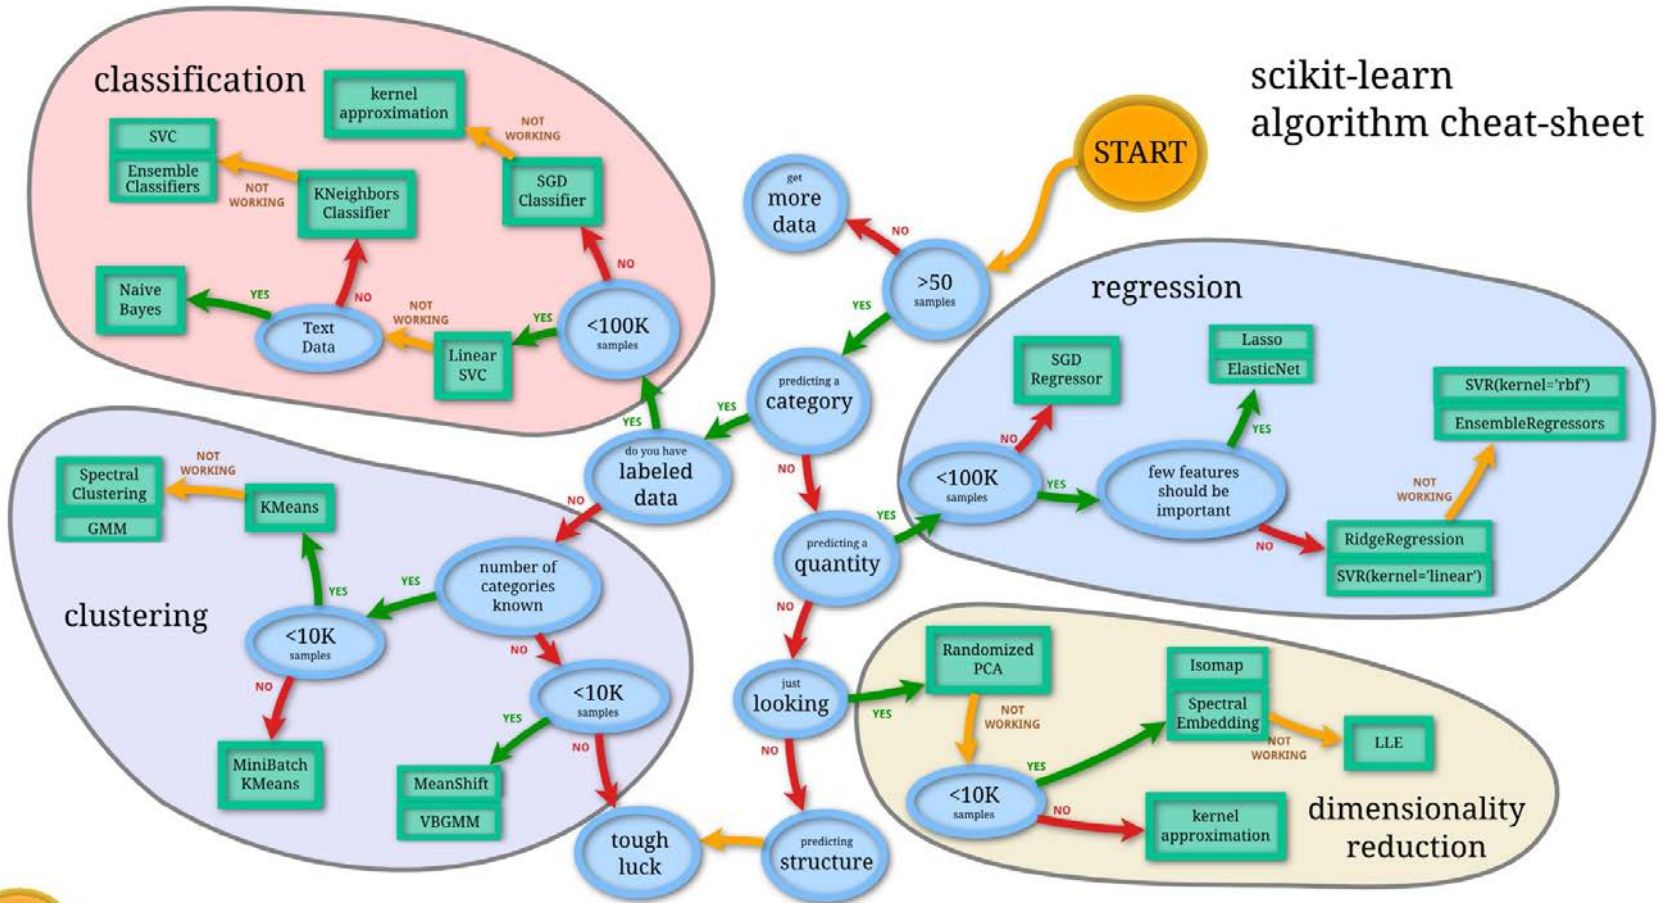 scikit-learn
algorithm cheat-sheet
START
>50
samples
NO
get
more
data
YES
predicting a
category
YES
NO
do you have
labeled
data
YES
NO
classification
<100K
samples
YES
NO
SGD
Classifier
NOT
WORKING
kernel
approximation
Linear
SVC
NOT
WORKING
Text
Data
YES
NO
Naive
Bayes
KNeighbors
Classifier
NOT
WORKING
SVC
Ensemble
Classifiers
clustering
number of
categories
known
YES
NO
<10K
samples
YES
NO
KMeans
NOT
WORKING
Spectral
Clustering
GMM
MiniBatch
KMeans
<10K
samples
YES
NO
MeanShift
VBGMM
tough
luck
predicting a
quantity
YES
NO
regression
<100K
samples
NO
YES
SGD
Regressor
few features
should be
important
YES
NO
Lasso
ElasticNet
RidgeRegression
SVR(kernel='linear')
NOT
WORKING
SVR(kernel='rbf')
EnsembleRegressors
just
looking
YES
NO
predicting
structure
dimensionality
reduction
Randomized
PCA
NOT
WORKING
<10K
samples
YES
NO
Isomap
Spectral
Embedding
NOT
WORKING
LLE
kernel
approximation